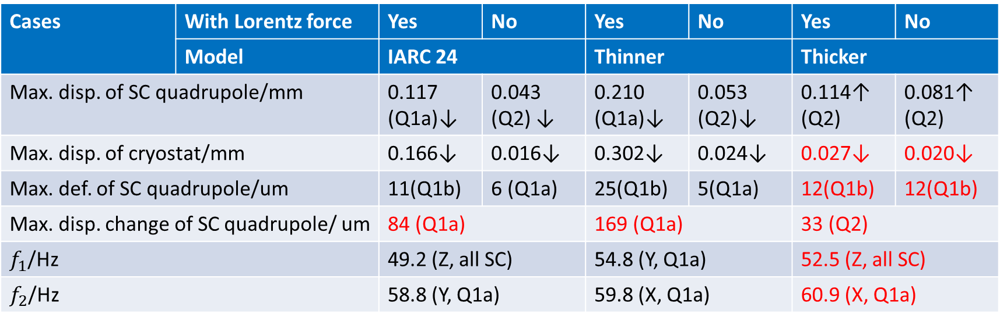 Cases With Lorentz force Yes No Yes No Yes No
Model IARC 24 Thinner Thicker
Max. disp. of SC quadrupole/mm 0.117 0.043 0.210 0.053 0.114↑ 0.081↑
(Q1a)↓ (Q2) ↓ (Q1a)↓ (Q2)↓ (Q2) (Q2)
Max. disp. of cryostat/mm 0.166↓ 0.016↓ 0.302↓ 0.024↓ 0.027↓ 0.020↓
Max. def. of SC quadrupole/um 11(Q1b) 6 (Q1a) 25(Q1b) 5(Q1a) 12(Q1b) 12(Q1b)
Max. disp. change of SC quadrupole/ um 84 (Q1a) 169 (Q1a) 33 (Q2)
f₁/Hz 49.2 (Z, all SC) 54.8 (Y, Q1a) 52.5 (Z, all SC)
f₂/Hz 58.8 (Y, Q1a) 59.8 (X, Q1a) 60.9 (X, Q1a)